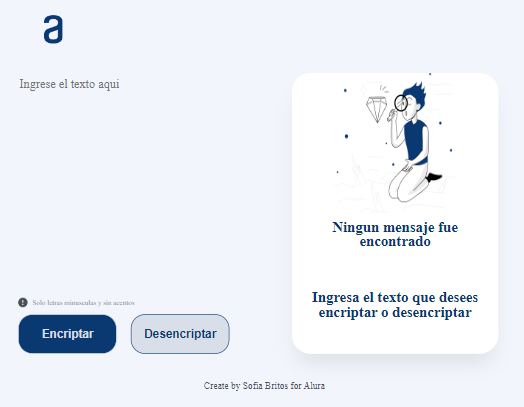 a
Ingrese el texto aqui
Ningun mensaje fue
encontrado
Ingresa el texto que desees
encriptar o desencriptar
Solo letras minusculas y sin acentos
Encriptar
Desencriptar
Create by Sofia Britos for Alura